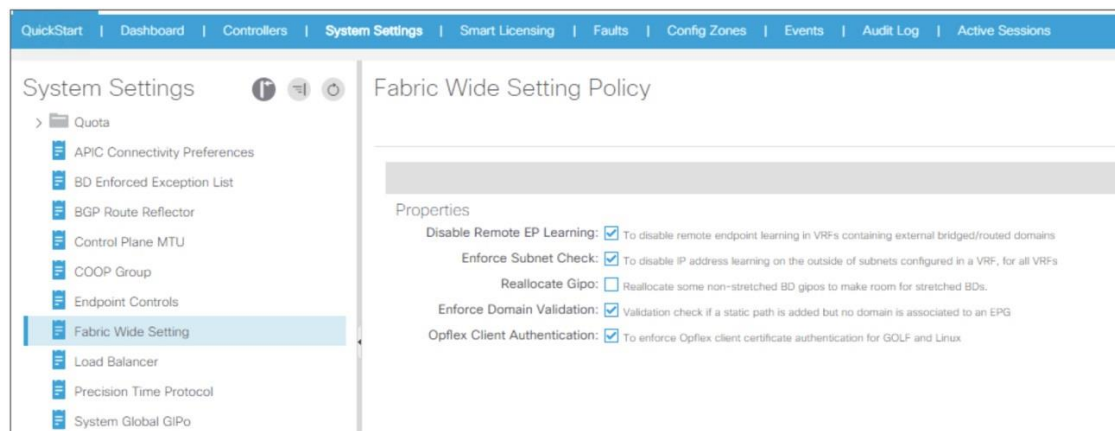 QuickStart | Dashboard | Controllers | System Settings | Smart Licensing | Faults | Config Zones | Events | Audit Log | Active Sessions
System Settings
Quota
APIC Connectivity Preferences
BD Enforced Exception List
BGP Route Reflector
Control Plane MTU
COOP Group
Endpoint Controls
Fabric Wide Setting
Load Balancer
Precision Time Protocol
System Global GIPo
Fabric Wide Setting Policy
Properties
Disable Remote EP Learning: To disable remote endpoint learning in VRFs containing external bridged/routed domains
Enforce Subnet Check: To disable IP address learning on the outside of subnets configured in a VRF, for all VRFs
Reallocate Gipo: Reallocate some non-stretched BD gipos to make room for stretched BDs.
Enforce Domain Validation: Validation check if a static path is added but no domain is associated to an EPG
Opflex Client Authentication: To enforce Opflex client certificate authentication for GOLF and Linux